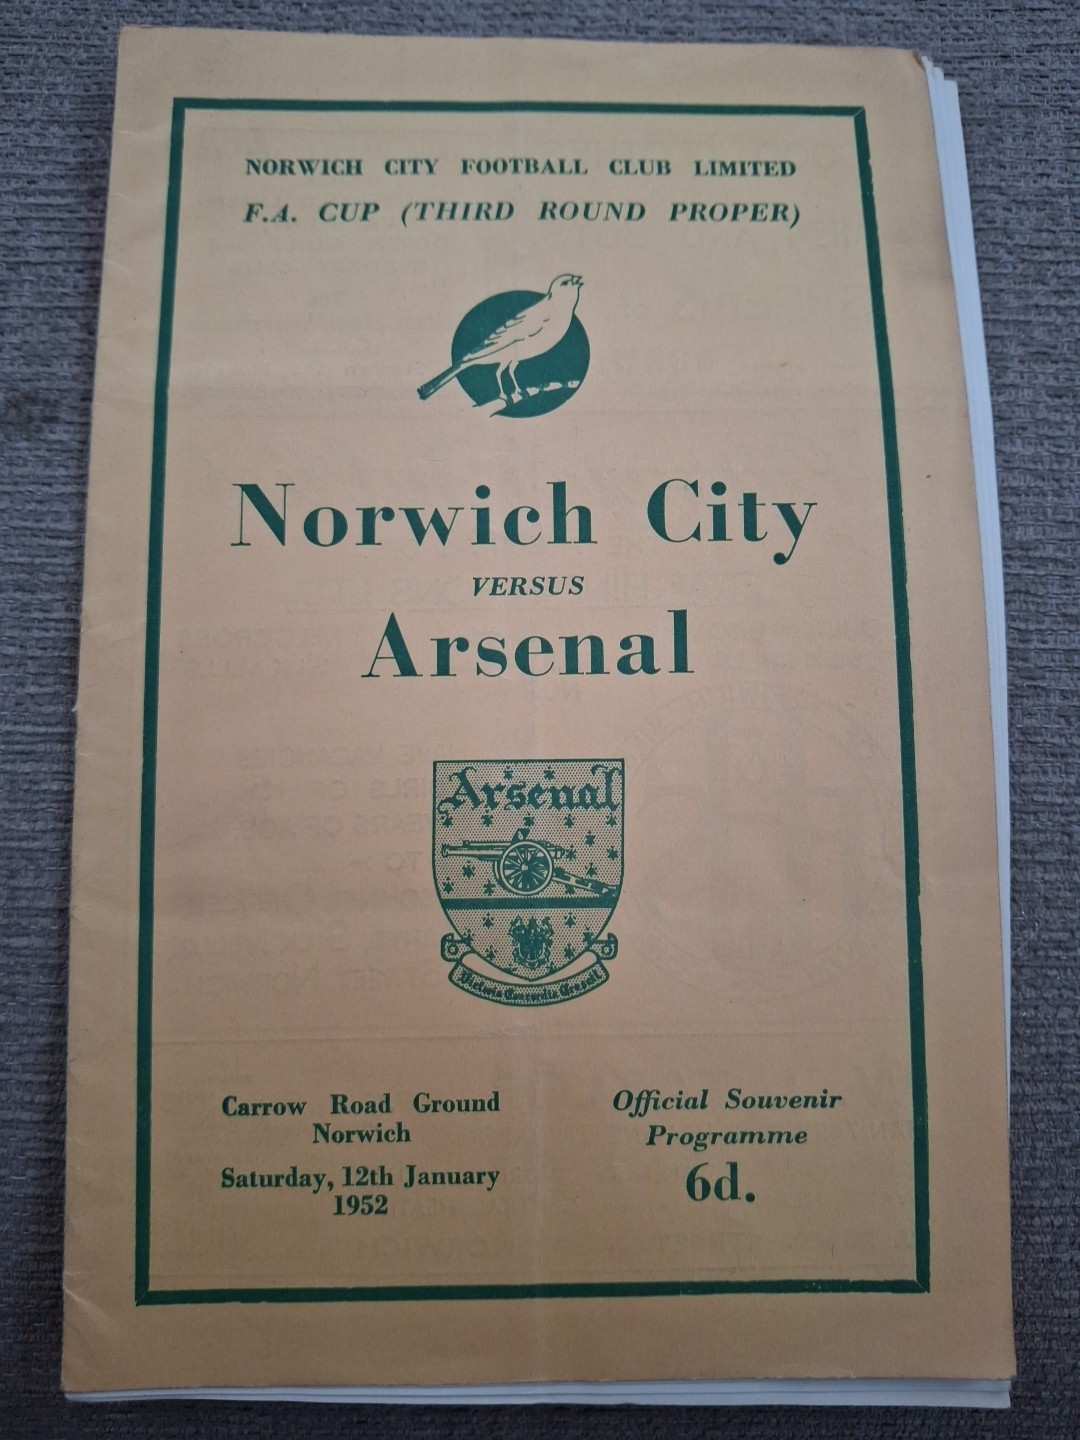 NORWICH CITY FOOTBALL CLUB LIMITED
F.A. CUP (THIRD ROUND PROPER)
Norwich City
VERSUS
Arsenal
Arsenal
Carrow Road Ground
Norwich
Saturday, 12th January
1952
Official Souvenir
Programme
6d.